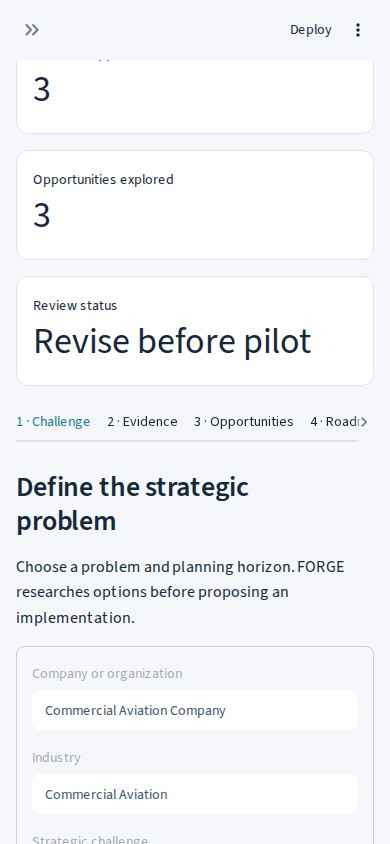 Deploy
3
Opportunities explored
3
Review status
Revise before pilot
1 · Challenge
2 · Evidence
3 · Opportunities
4 · Roadr
Define the strategic
problem
Choose a problem and planning horizon. FORGE
researches options before proposing an
implementation.
Company or organization
Commercial Aviation Company
Industry
Commercial Aviation
Strategic challenge